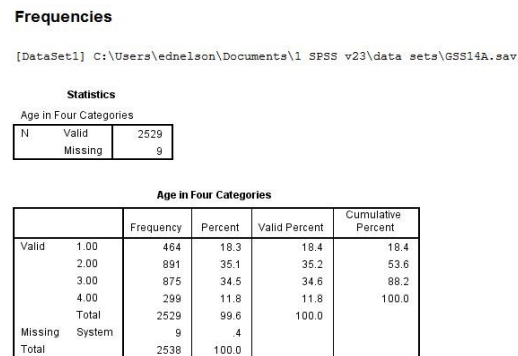 Frequencies
[DataSet1] C:\Users\ednelson\Documents\1 SPSS v23\data sets\GSS14A.sav
Statistics
Age in Four Categories
N Valid 2529
Missing 9
Age in Four Categories
Frequency Percent Valid Percent Cumulative Percent
Valid 1.00 464 18.3 18.4 18.4
2.00 891 35.1 35.2 53.6
3.00 875 34.5 34.6 88.2
4.00 299 11.8 11.8 100.0
Total 2529 99.6 100.0
Missing System 9 .4
Total 2538 100.0